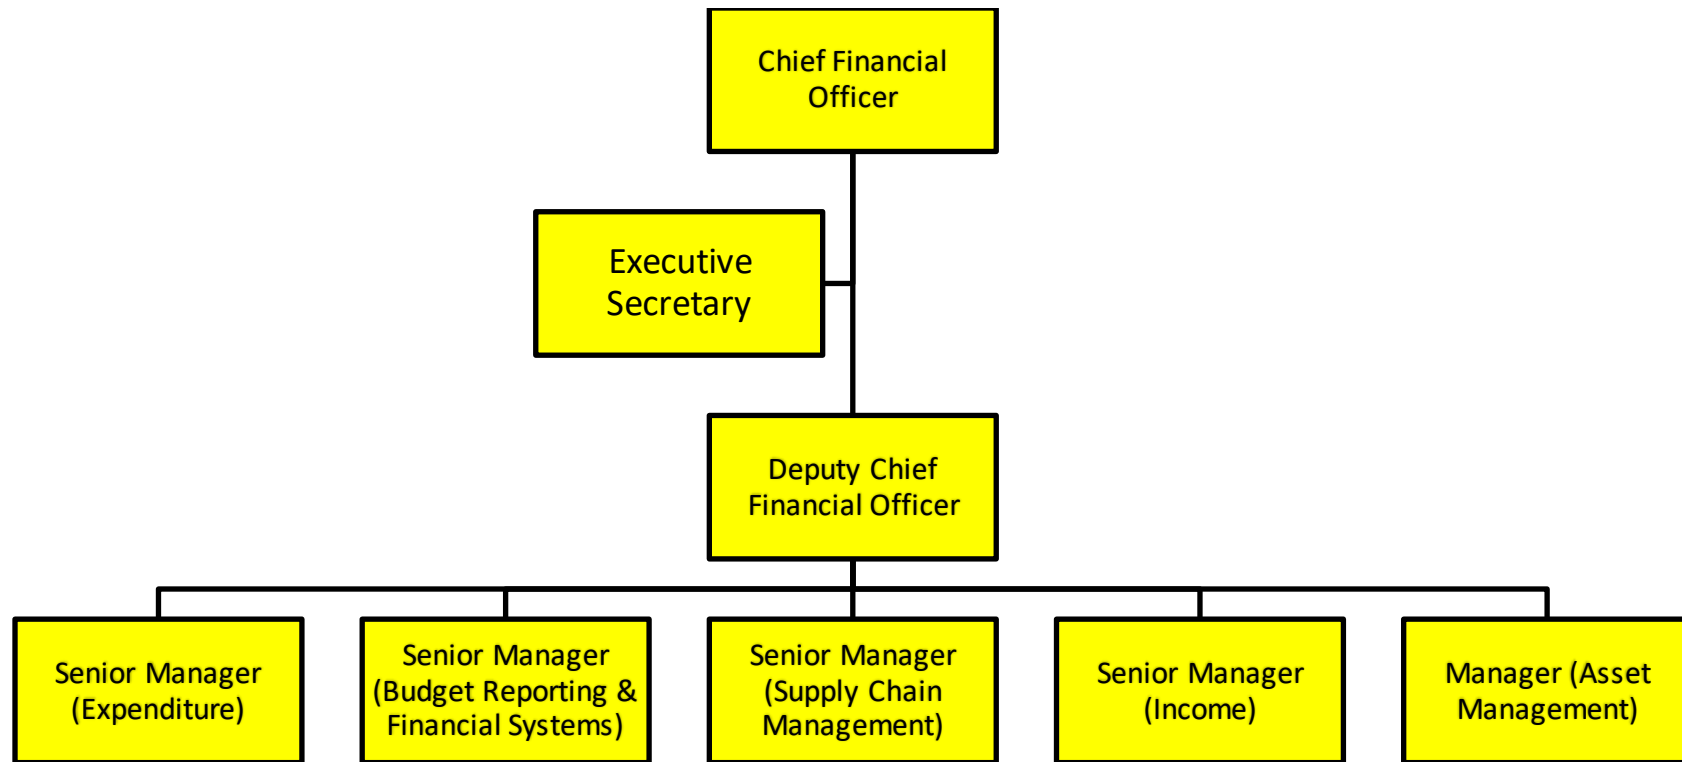 Chief Financial
Officer
Executive
Secretary
Deputy Chief
Financial Officer
Senior Manager
(Expenditure)
Senior Manager
(Budget Reporting &
Financial Systems)
Senior Manager
(Supply Chain
Management)
Senior Manager
(Income)
Manager (Asset
Management)